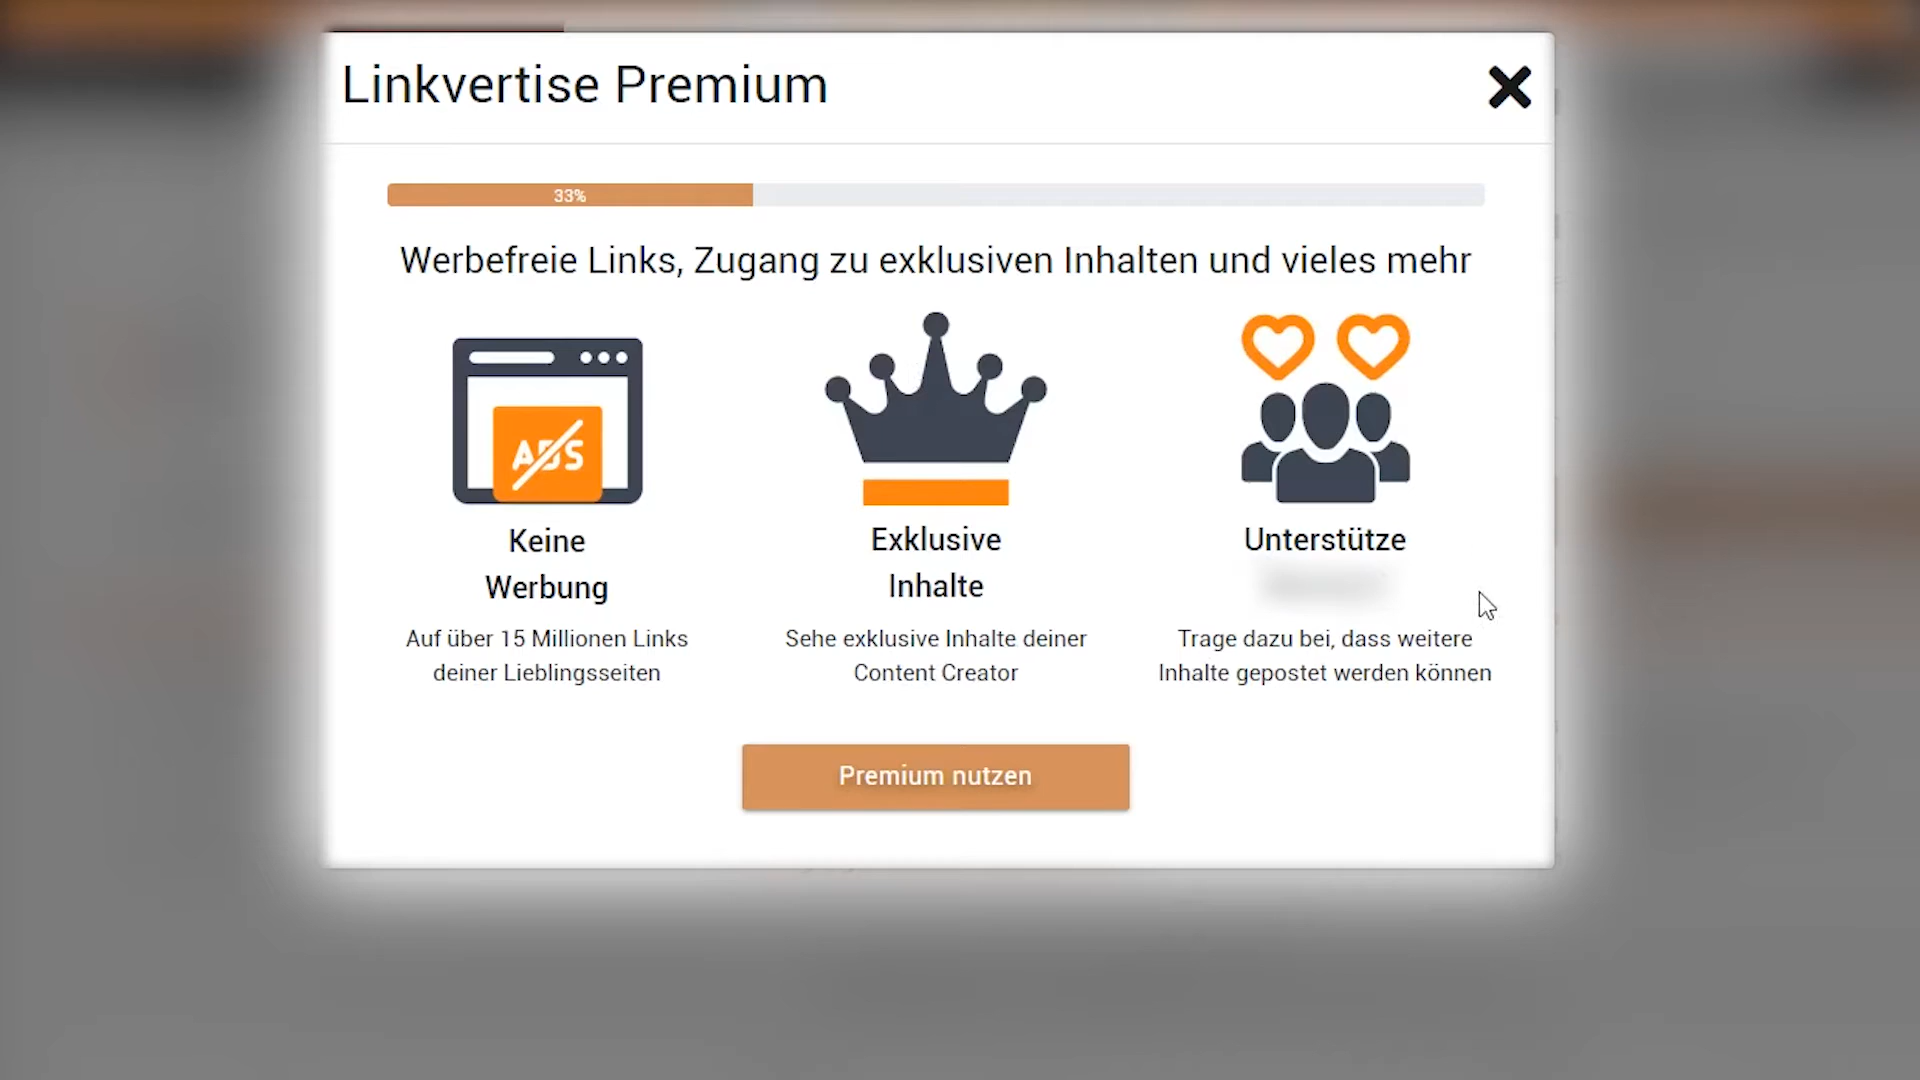 Linkvertise Premium
33%
Werbefreie Links, Zugang zu exklusiven Inhalten und vieles mehr
ADS
Keine
Werbung
Auf über 15 Millionen Links
deiner Lieblingsseiten
Exklusive
Inhalte
Sehe exklusive Inhalte deiner
Content Creator
Unterstütze
Trage dazu bei, dass weitere
Inhalte gepostet werden können
Premium nutzen